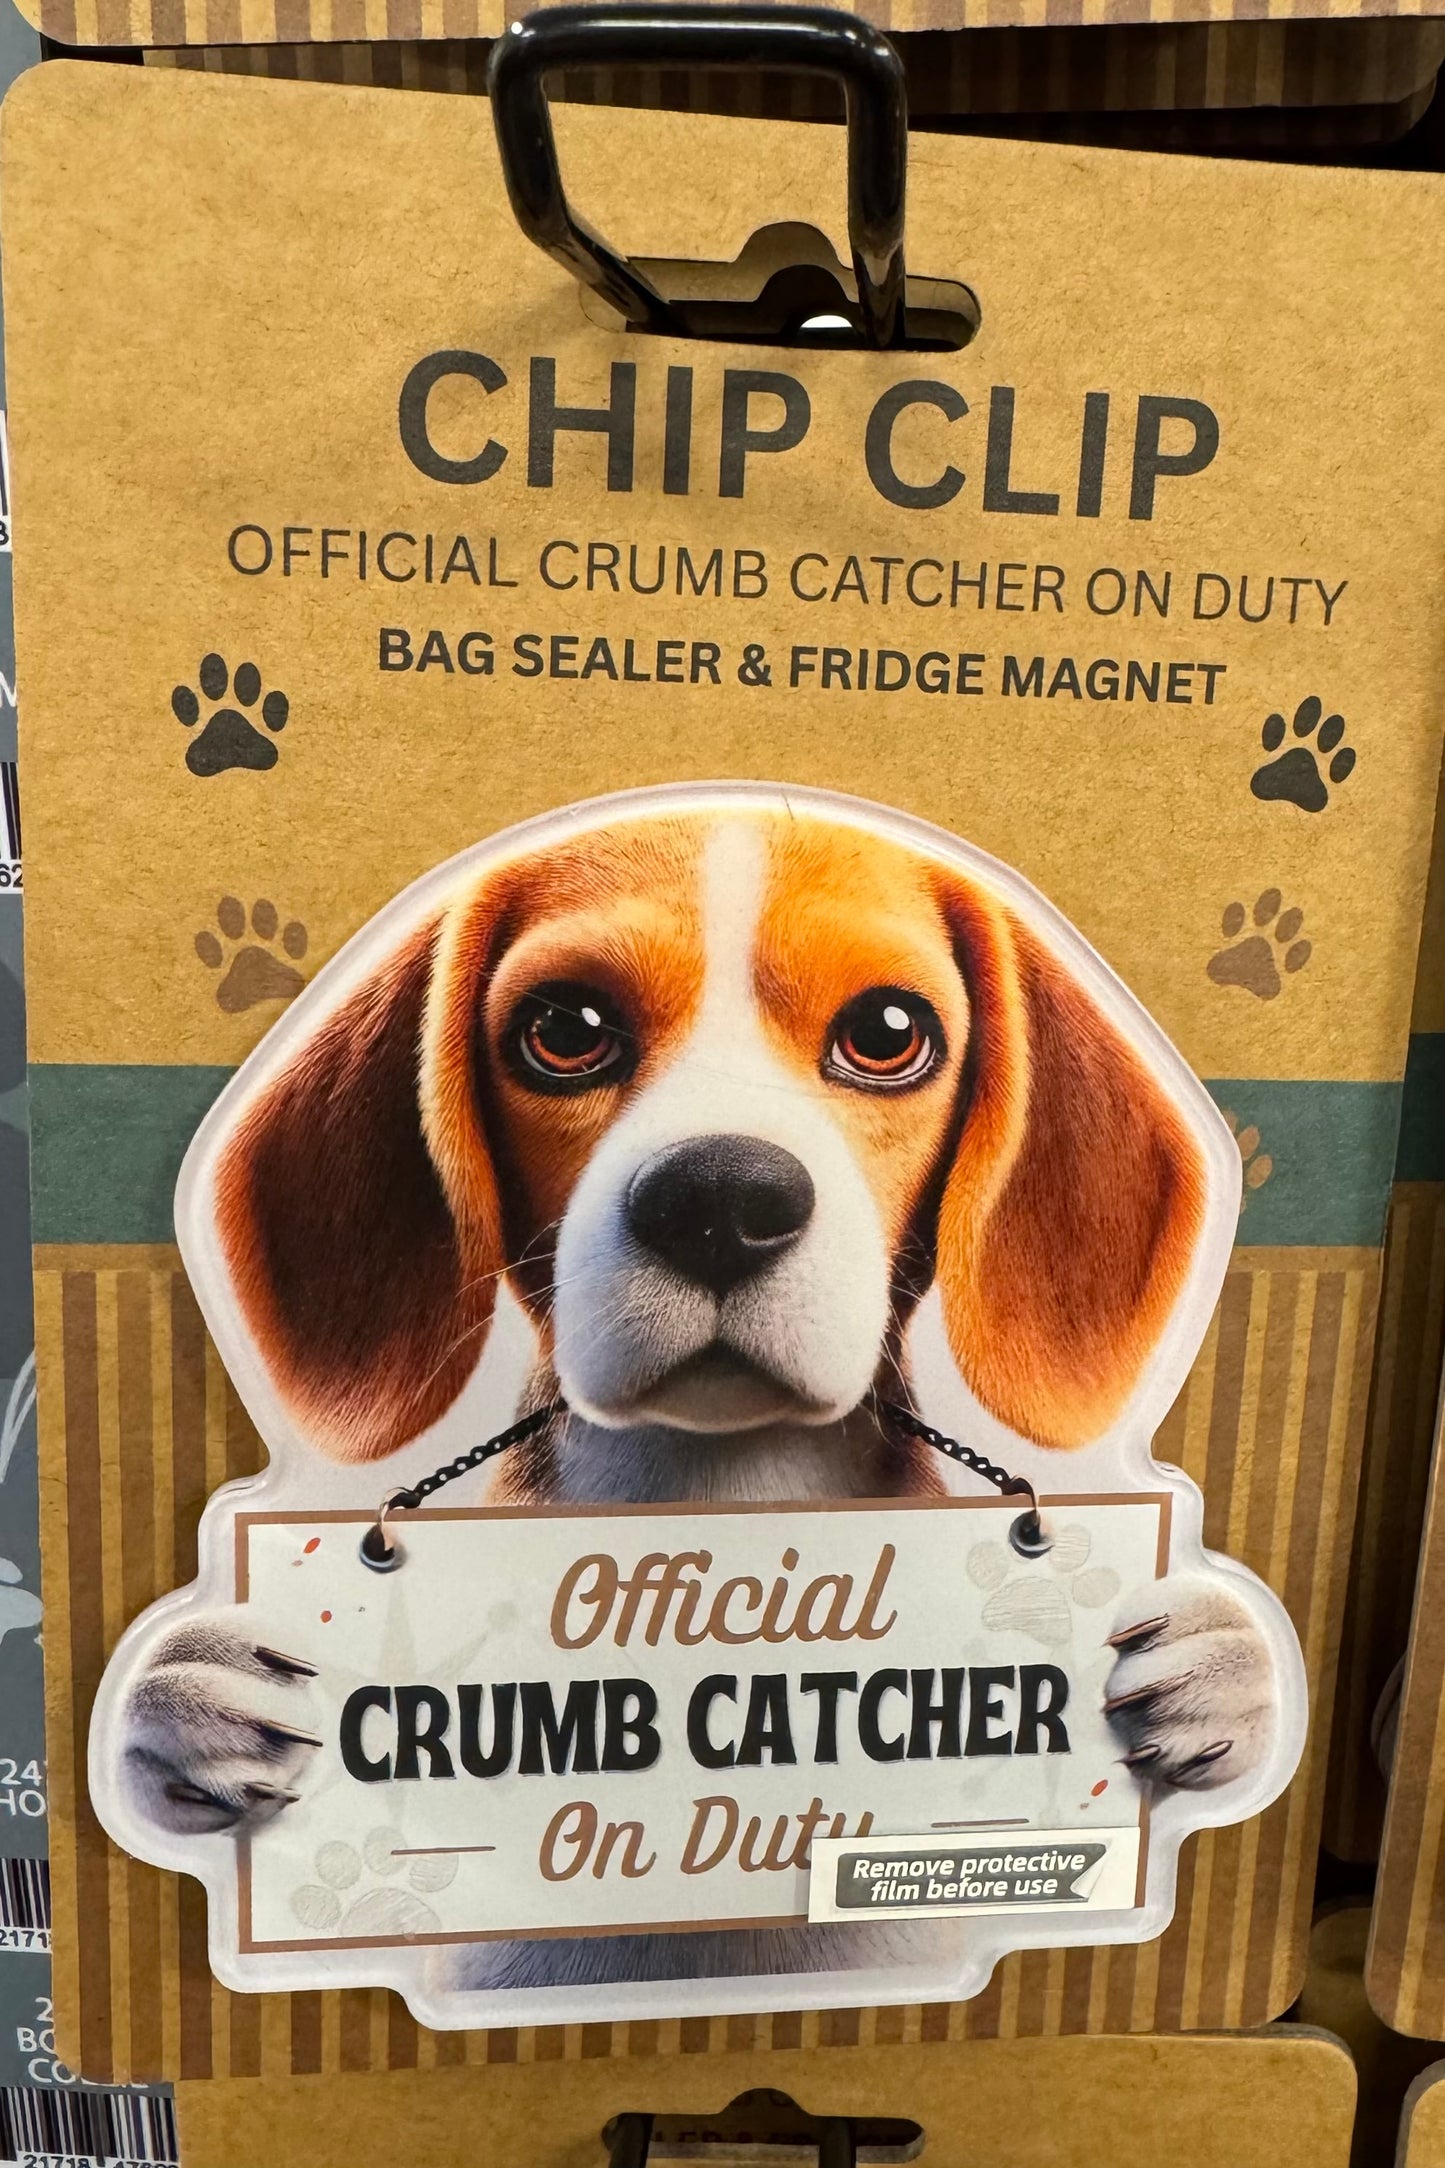 CHIP CLIP
OFFICIAL CRUMB CATCHER ON DUTY
BAG SEALER & FRIDGE MAGNET
Official
CRUMB CATCHER
On Duty
Remove protective
film before use
21718